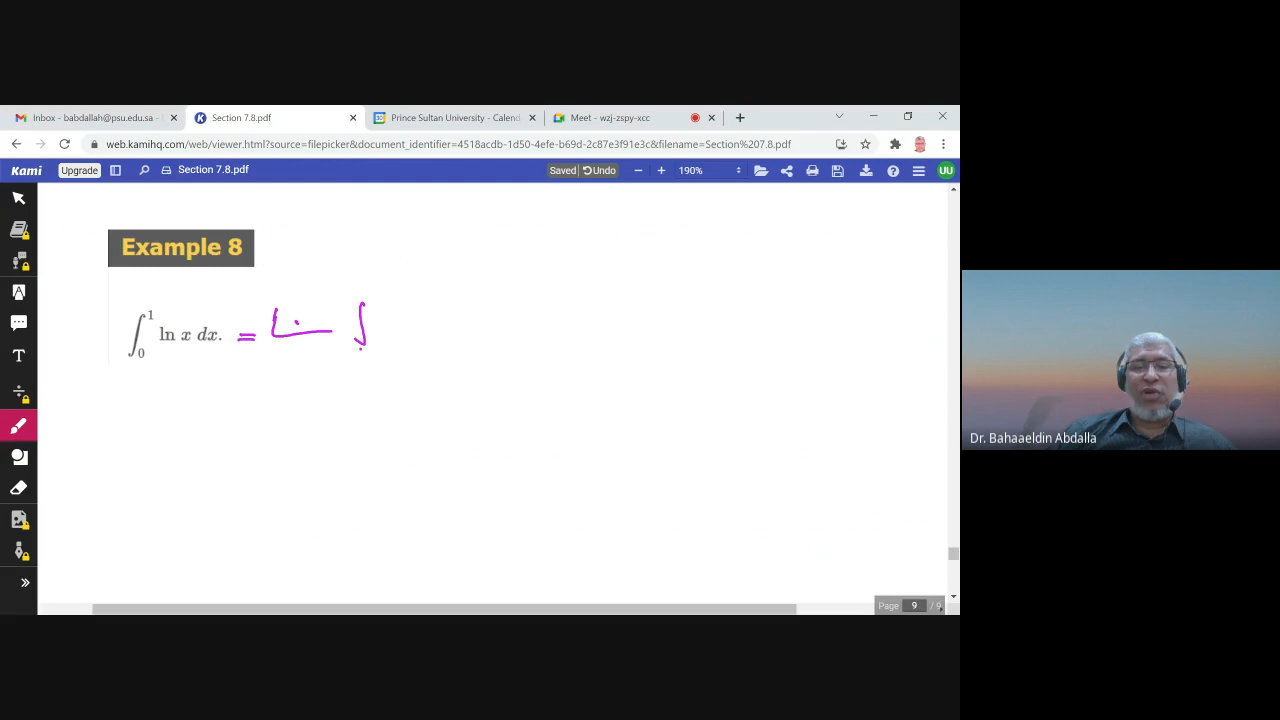 Inbox - babdallah@psu.edu.sa -
Section 7.8.pdf
Prince Sultan University - Calend
Meet - wzj-zspy-xcc
web.kamihq.com/web/viewer.html?source=filepicker&document_identifier=4518acdb-1d50-4efe-b69d-2c87e3f91e3c&filename=Section%207.8.pdf
Kami
Upgrade
Section 7.8.pdf
Saved
Undo
190%
UU
Example 8
∫₀¹ ln x dx. = Li ∫
Dr. Bahaaeldin Abdalla
Page 9 / 9